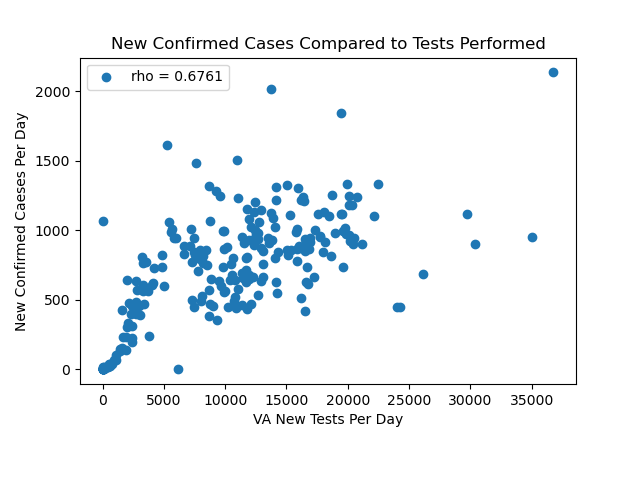 New Confirmed Cases Compared to Tests Performed
rho = 0.6761
New Confirmed Caeses Per Day
2000
1500
1000
500
0
0 5000 10000 15000 20000 25000 30000 35000
VA New Tests Per Day